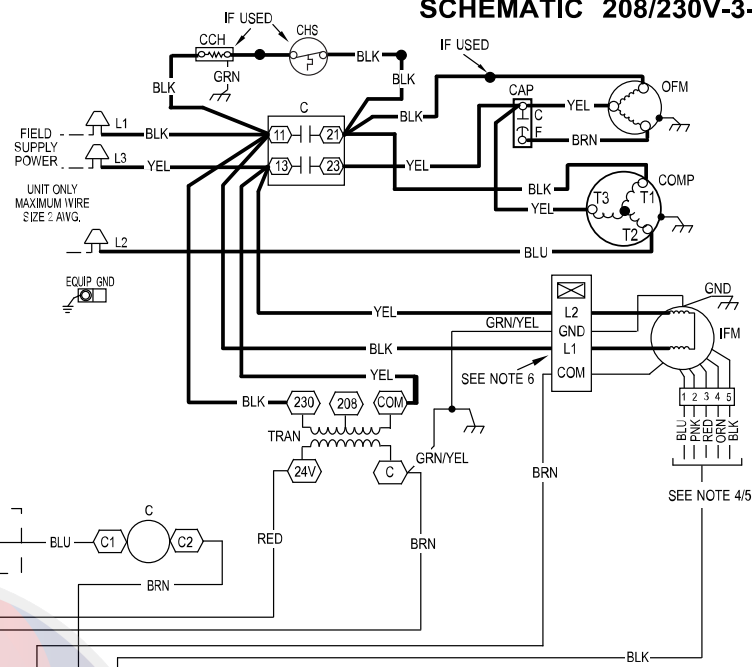 SCHEMATIC 208/230V-3-
IF USED
CCH
CHS
BLK
IF USED
GRN
BLK
BLK
CAP
OFM
C
BLK
C
YEL
F
BRN
L1
BLK
11
21
FIELD
SUPPLY
POWER
L3
YEL
13
23
YEL
COMP
UNIT ONLY
MAXIMUM WIRE
SIZE 2 AWG.
BLK
T3
T1
YEL
T2
L2
BLU
EQUIP GND
GND
YEL
L2
GRN/YEL
GND
IFM
BLK
L1
SEE NOTE 6
COM
YEL
1 2 3 4 5
BLK
230
208
COM
BLU
PNK
RED
ORN
BLK
TRAN
GRN/YEL
24V
C
BRN
SEE NOTE 4/5
C
RED
BRN
BLU
C1
C2
BRN
BLK